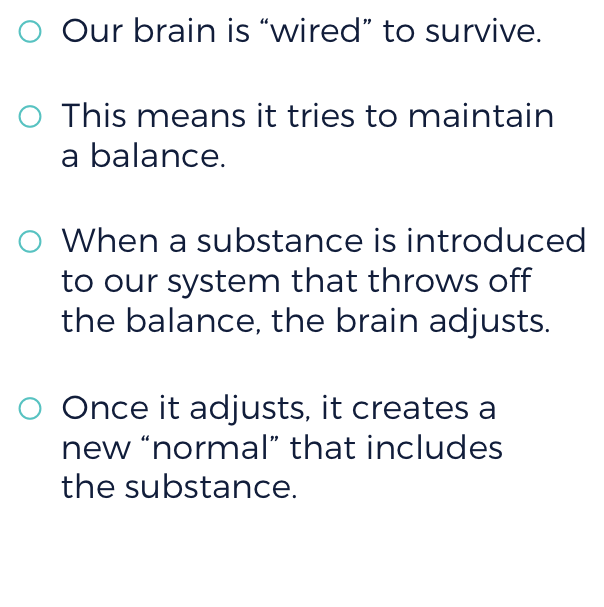 Our brain is “wired” to survive.
This means it tries to maintain
a balance.
When a substance is introduced
to our system that throws off
the balance, the brain adjusts.
Once it adjusts, it creates a
new “normal” that includes
the substance.